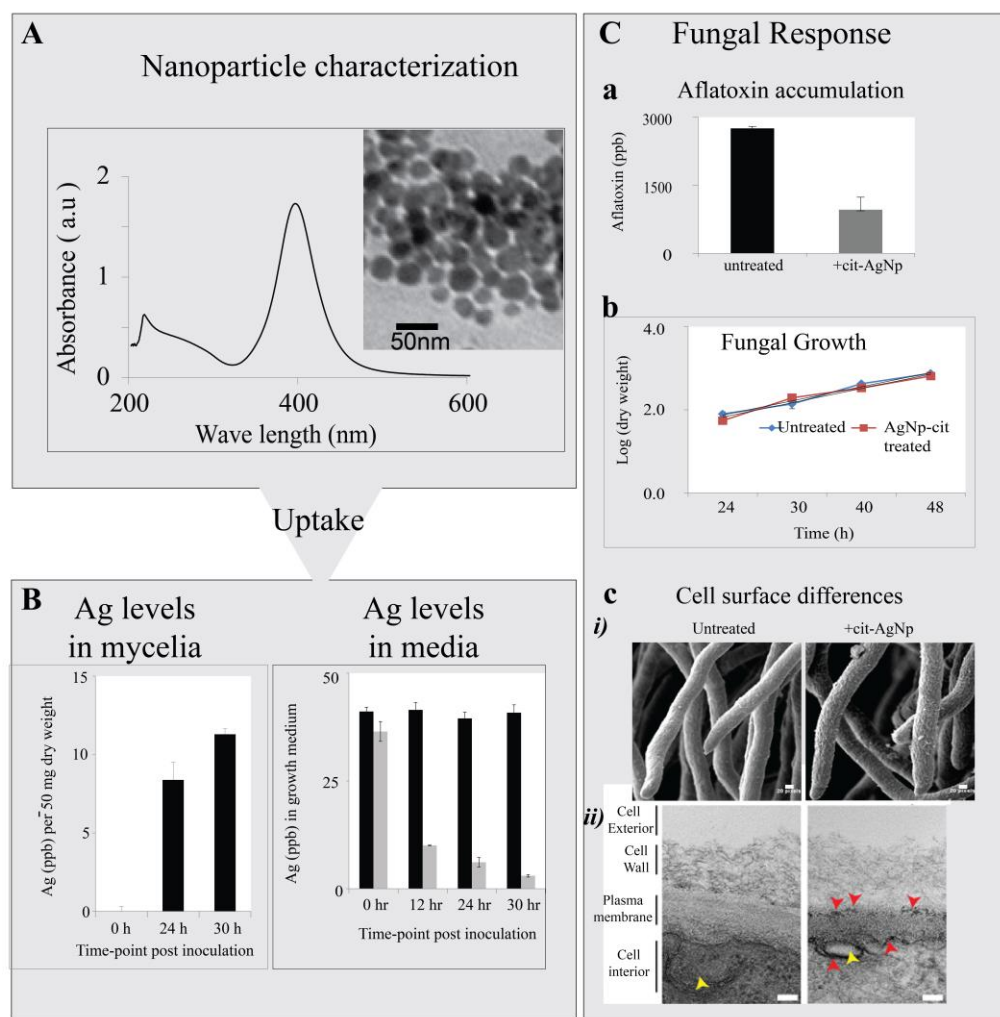 A
Nanoparticle characterization
2
1
0
Absorbance ( a.u )
200
400
600
Wave length (nm)
50nm
Uptake
B
Ag levels
in mycelia
Ag (ppb) per 50 mg dry weight
15
10
5
0
0 h
24 h
30 h
Time-point post inoculation
Ag levels
in media
Ag (ppb) in growth medium
50
25
0
0 hr
12 hr
24 hr
30 hr
Time-point post inoculation
C
Fungal Response
a
Aflatoxin accumulation
Aflatoxin (ppb)
3000
1500
0
untreated
+cit-AgNp
b
Fungal Growth
Log (dry weight)
4.0
2.0
0.0
Untreated
AgNp-cit
treated
24
30
40
48
Time (h)
c
Cell surface differences
i)
Untreated
+cit-AgNp
ii)
Cell
Exterior
Cell
Wall
Plasma
membrane
Cell
interior